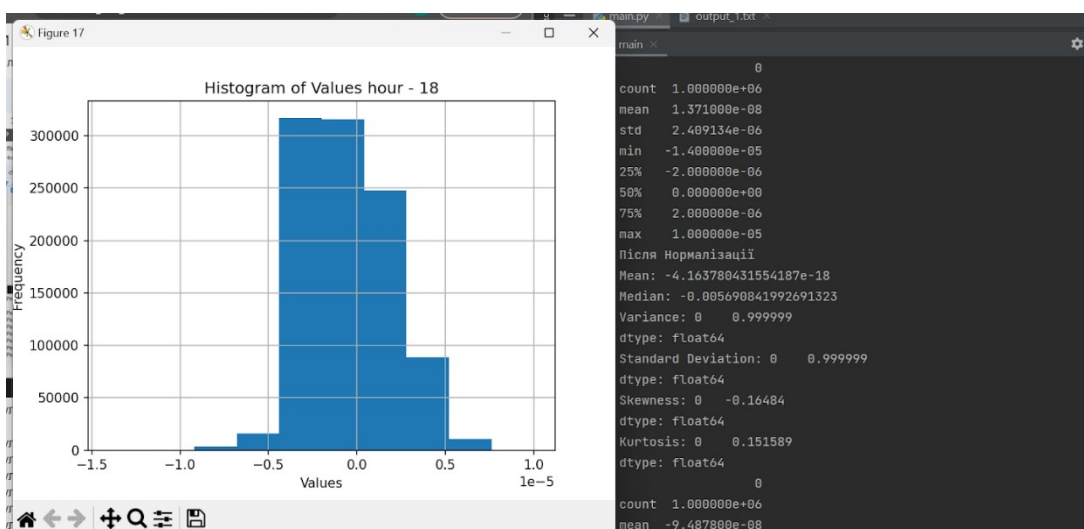 main.py × output_1.txt ×
Figure 17
main ×
Histogram of Values hour - 18
300000
250000
200000
150000
100000
50000
0
Frequency
−1.5 −1.0 −0.5 0.0 0.5 1.0
1e−5
Values
0
count 1.000000e+06
mean 1.371000e-08
std 2.409134e-06
min -1.400000e-05
25% -2.000000e-06
50% 0.000000e+00
75% 2.000000e-06
max 1.000000e-05
Після Нормалізації
Mean: -4.163780431554187e-18
Median: -0.005690841992691323
Variance: 0 0.999999
dtype: float64
Standard Deviation: 0 0.999999
dtype: float64
Skewness: 0 -0.16484
dtype: float64
Kurtosis: 0 0.151589
dtype: float64
0
count 1.000000e+06
mean -9.487800e-08